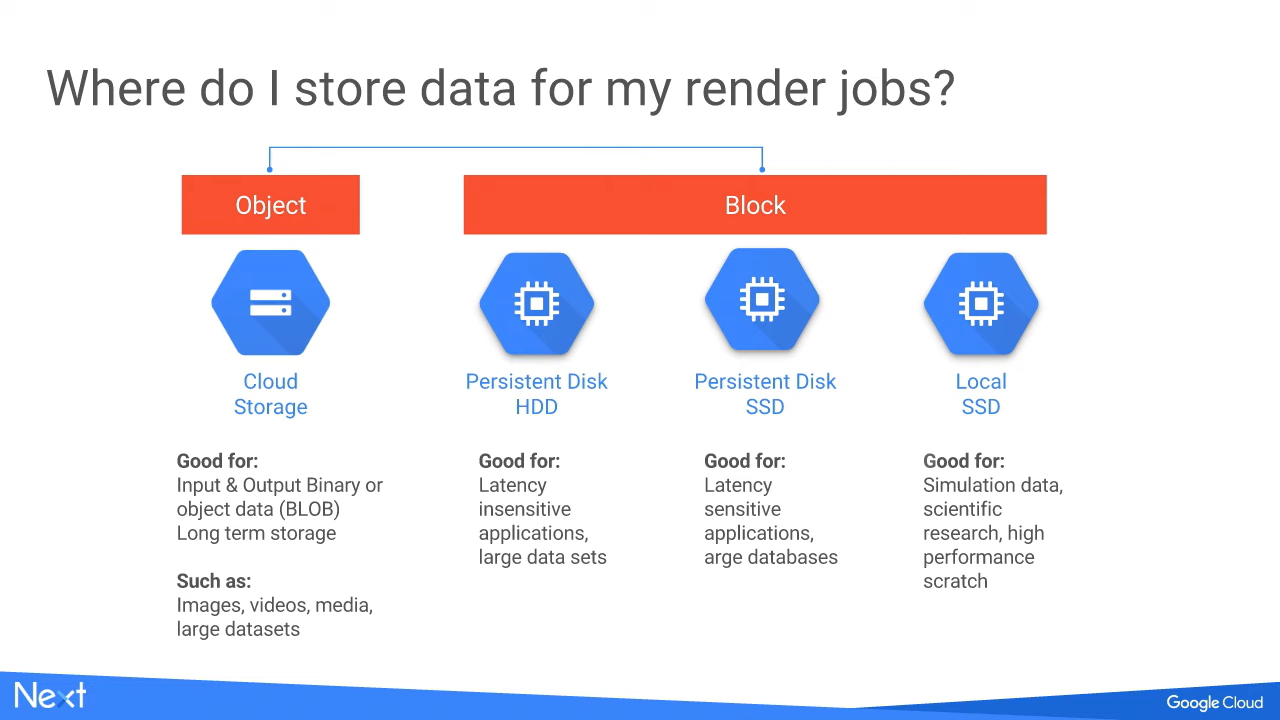 Where do I store data for my render jobs?
Object
Block
Cloud
Storage
Persistent Disk
HDD
Persistent Disk
SSD
Local
SSD
Good for:
Input & Output Binary or
object data (BLOB)
Long term storage
Such as:
Images, videos, media,
large datasets
Good for:
Latency
insensitive
applications,
large data sets
Good for:
Latency
sensitive
applications,
arge databases
Good for:
Simulation data,
scientific
research, high
performance
scratch
Next
Google Cloud